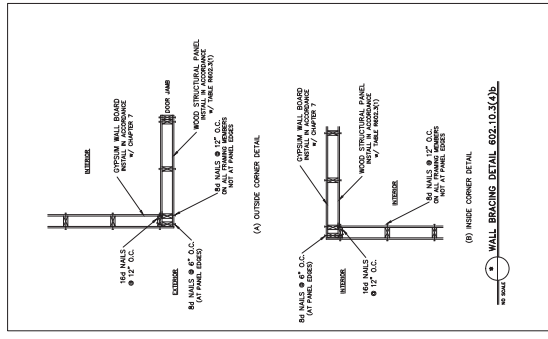 GYPSUM WALL BOARD
INSTALL IN ACCORDANCE
w/ CHAPTER 7
INTERIOR
DOOR JAMB
WOOD STRUCTURAL PANEL
INSTALL IN ACCORDANCE
w/ TABLE R602.3(1)
16d NAILS
@ 12" O.C.
EXTERIOR
8d NAILS @ 6" O.C.
(AT PANEL EDGES)
8d NAILS @ 12" O.C.
ON ALL FRAMING MEMBERS
NOT AT PANEL EDGES
(A) OUTSIDE CORNER DETAIL
GYPSUM WALL BOARD
INSTALL IN ACCORDANCE
w/ CHAPTER 7
WOOD STRUCTURAL PANEL
INSTALL IN ACCORDANCE
w/ TABLE R602.3(1)
8d NAILS @ 6" O.C.
(AT PANEL EDGES)
INTERIOR
16d NAILS
@ 12" O.C.
INTERIOR
8d NAILS @ 12" O.C.
ON ALL FRAMING MEMBERS
NOT AT PANEL EDGES
(B) INSIDE CORNER DETAIL
* WALL BRACING DETAIL 602.10.3(4)b
NO SCALE